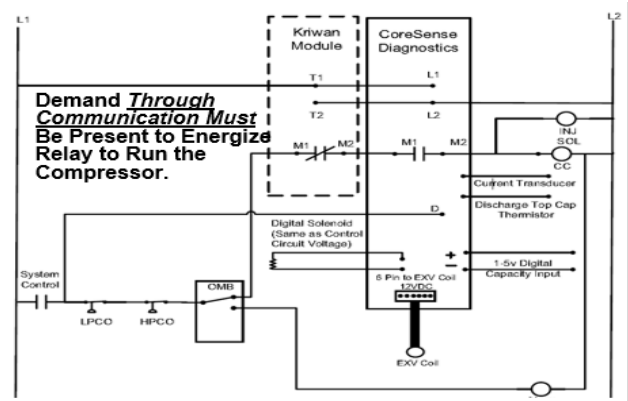 L1
L2
Kriwan
Module
CoreSense
Diagnostics
T1
L1
Demand Through
Communication Must
Be Present to Energize
Relay to Run the
Compressor.
T2
L2
INJ
SOL
M1
M2
M1
M2
CC
Current Transducer
Discharge Top Cap
Thermistor
D
Digital Solenoid
(Same as Control
Circuit Voltage)
+
–
1-5v Digital
Capacity Input
System
Control
5 Pin to EXV Coil
12VDC
OMB
LPCO
HPCO
EXV Coil